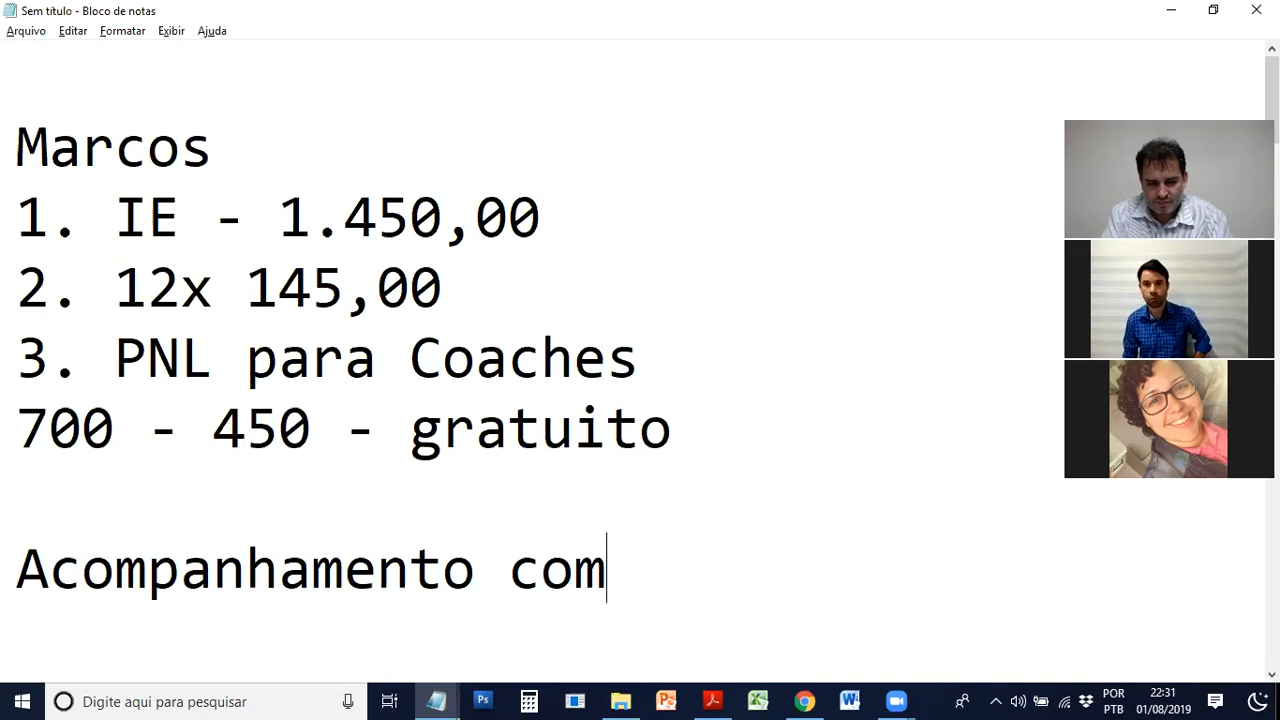 Sem título - Bloco de notas
Arquivo Editar Formatar Exibir Ajuda
Marcos
1. IE - 1.450,00
2. 12x 145,00
3. PNL para Coaches
700 - 450 - gratuito
Acompanhamento com
Digite aqui para pesquisar
POR 22:31
PTB 01/08/2019